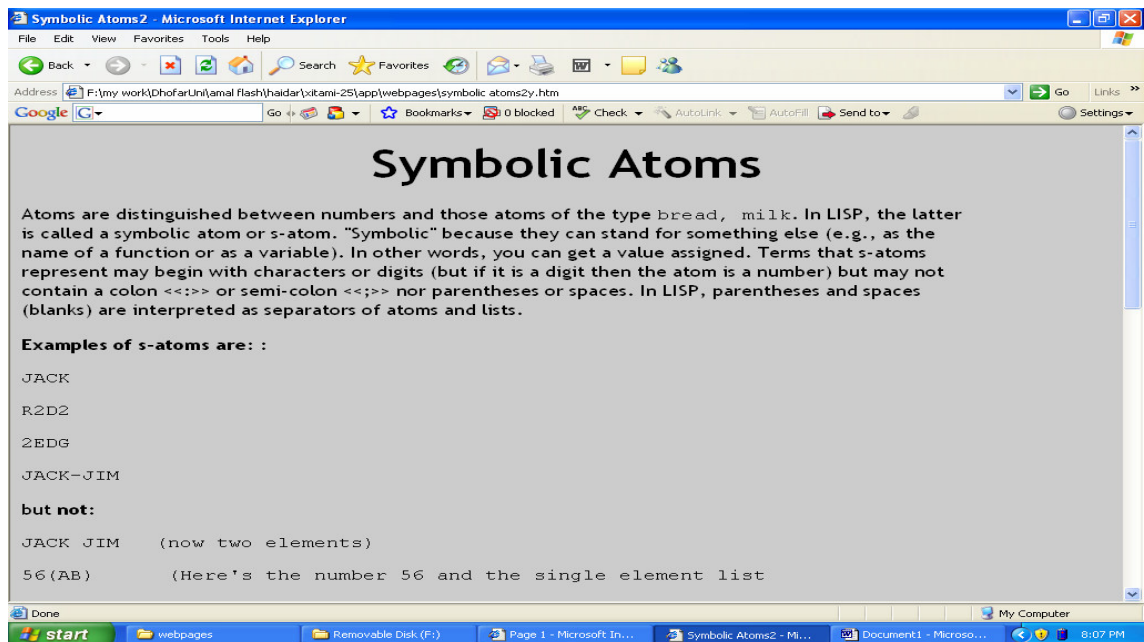 Symbolic Atoms2 - Microsoft Internet Explorer
File Edit View Favorites Tools Help
Back Search Favorites
Address F:\my work\DhofarUni\amal flash\haidar\xitami-25\app\webpages\symbolic atoms2y.htm Go Links »
Google G Go Bookmarks 0 blocked ABC Check AutoLink AutoFill Send to Settings
Symbolic Atoms
Atoms are distinguished between numbers and those atoms of the type bread, milk. In LISP, the latter
is called a symbolic atom or s-atom. "Symbolic" because they can stand for something else (e.g., as the
name of a function or as a variable). In other words, you can get a value assigned. Terms that s-atoms
represent may begin with characters or digits (but if it is a digit then the atom is a number) but may not
contain a colon <<:>> or semi-colon <<;>> nor parentheses or spaces. In LISP, parentheses and spaces
(blanks) are interpreted as separators of atoms and lists.
Examples of s-atoms are: :
JACK
R2D2
2EDG
JACK-JIM
but not:
JACK JIM (now two elements)
56(AB) (Here's the number 56 and the single element list
Done My Computer
start webpages Removable Disk (F:) Page 1 - Microsoft In... Symbolic Atoms2 - Mi... Document1 - Microso... 8:07 PM